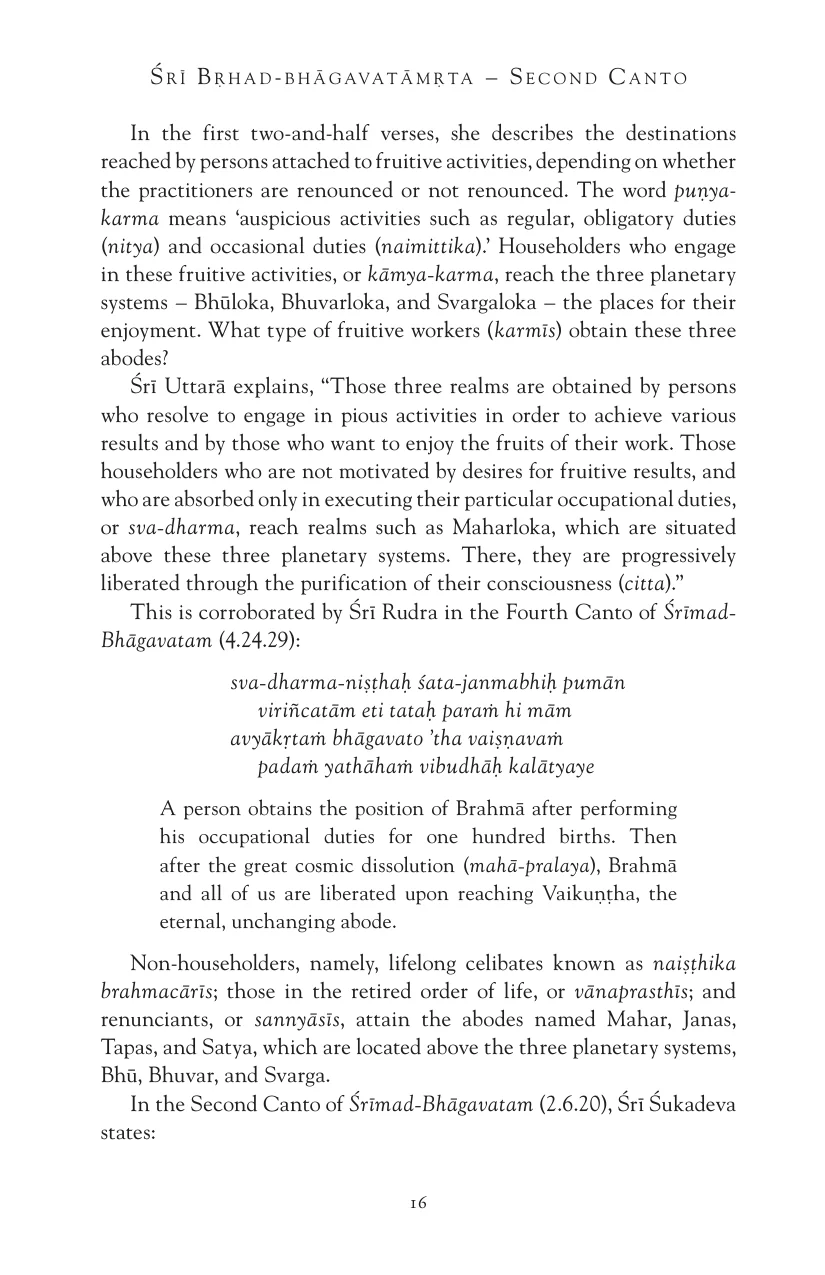 Śrī Bṛhad-bhāgavatāmṛta – Second Canto
In the first two-and-half verses, she describes the destinations
reached by persons attached to fruitive activities, depending on whether
the practitioners are renounced or not renounced. The word puṇya-
karma means ‘auspicious activities such as regular, obligatory duties
(nitya) and occasional duties (naimittika).’ Householders who engage
in these fruitive activities, or kāmya-karma, reach the three planetary
systems – Bhūloka, Bhuvarloka, and Svargaloka – the places for their
enjoyment. What type of fruitive workers (karmīs) obtain these three
abodes?
Śrī Uttarā explains, “Those three realms are obtained by persons
who resolve to engage in pious activities in order to achieve various
results and by those who want to enjoy the fruits of their work. Those
householders who are not motivated by desires for fruitive results, and
who are absorbed only in executing their particular occupational duties,
or sva-dharma, reach realms such as Maharloka, which are situated
above these three planetary systems. There, they are progressively
liberated through the purification of their consciousness (citta).”
This is corroborated by Śrī Rudra in the Fourth Canto of Śrīmad-
Bhāgavatam (4.24.29):
sva-dharma-niṣṭhaḥ śata-janmabhiḥ pumān
viriñcatām eti tataḥ paraṁ hi mām
avyākṛtaṁ bhāgavato ’tha vaiṣṇavaṁ
padaṁ yathāhaṁ vibudhāḥ kalātyaye
A person obtains the position of Brahmā after performing
his occupational duties for one hundred births. Then
after the great cosmic dissolution (mahā-pralaya), Brahmā
and all of us are liberated upon reaching Vaikuṇṭha, the
eternal, unchanging abode.
Non-householders, namely, lifelong celibates known as naiṣṭhika
brahmacārīs; those in the retired order of life, or vānaprasthīs; and
renunciants, or sannyāsīs, attain the abodes named Mahar, Janas,
Tapas, and Satya, which are located above the three planetary systems,
Bhū, Bhuvar, and Svarga.
In the Second Canto of Śrīmad-Bhāgavatam (2.6.20), Śrī Śukadeva
states:
16